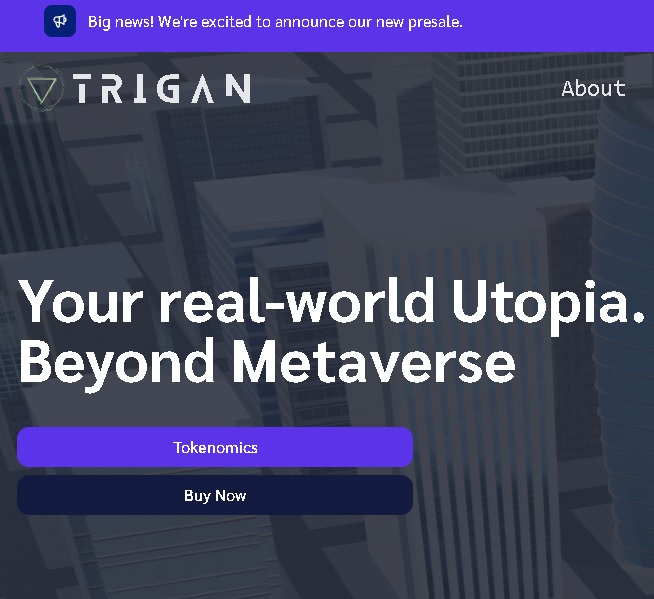 Big news! We're excited to announce our new presale.
TRIGAN
About
Your real-world Utopia.
Beyond Metaverse
Tokenomics
Buy Now